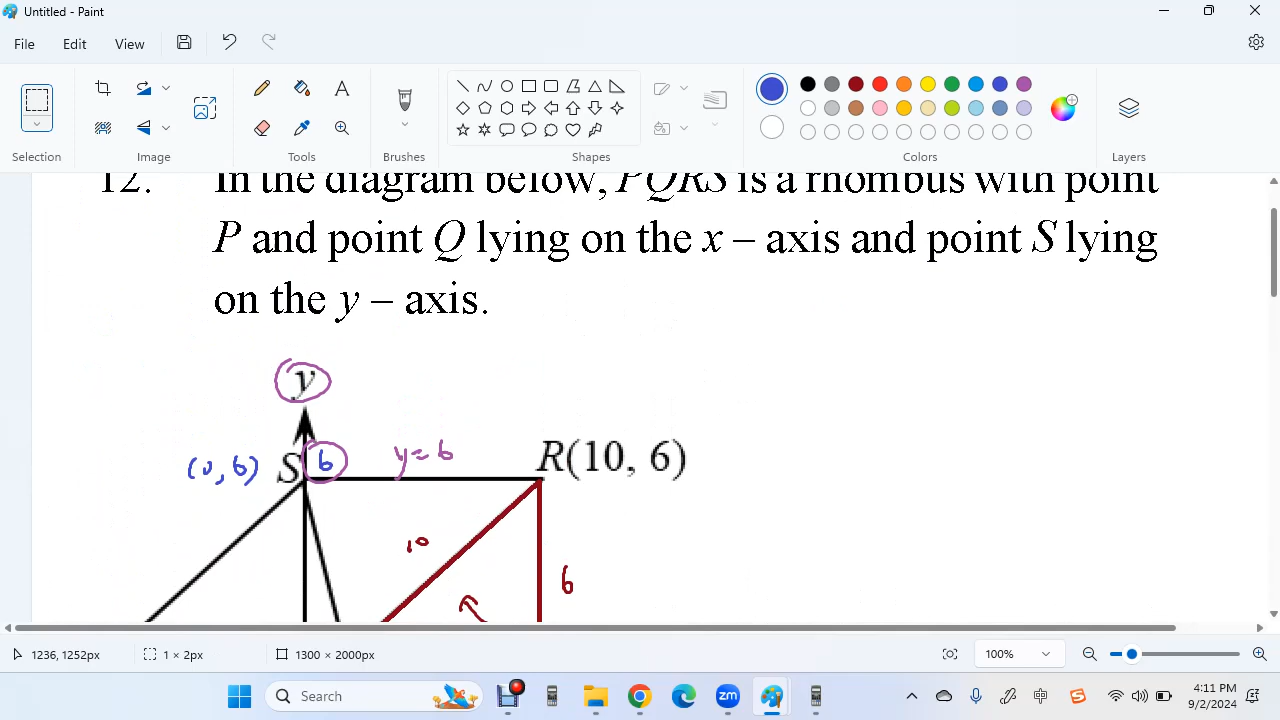 Untitled - Paint
File Edit View
Selection Image Tools Brushes Shapes Colors Layers
12. In the diagram below, PQRS is a rhombus with point
P and point Q lying on the x – axis and point S lying
on the y – axis.
y
(0, 6) S 6 y = 6 R(10, 6)
10
6
1236, 1252px 1 × 2px 1300 × 2000px 100%
Search zm 中 S 4:11 PM
9/2/2024